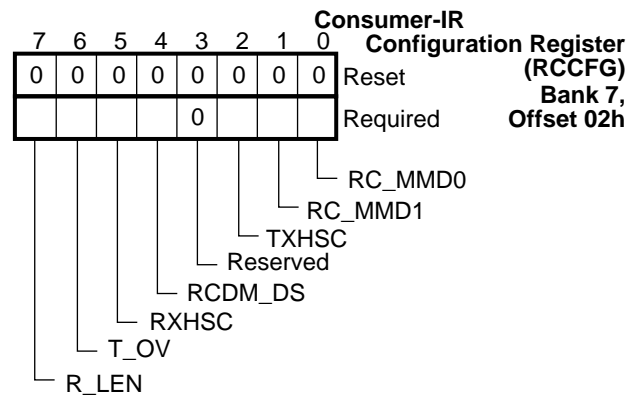 Consumer-IR
7 6 5 4 3 2 1 0 Configuration Register
0 0 0 0 0 0 0 0 Reset (RCCFG)
Bank 7,
0 Required Offset 02h
RC_MMD0
RC_MMD1
TXHSC
Reserved
RCDM_DS
RXHSC
T_OV
R_LEN